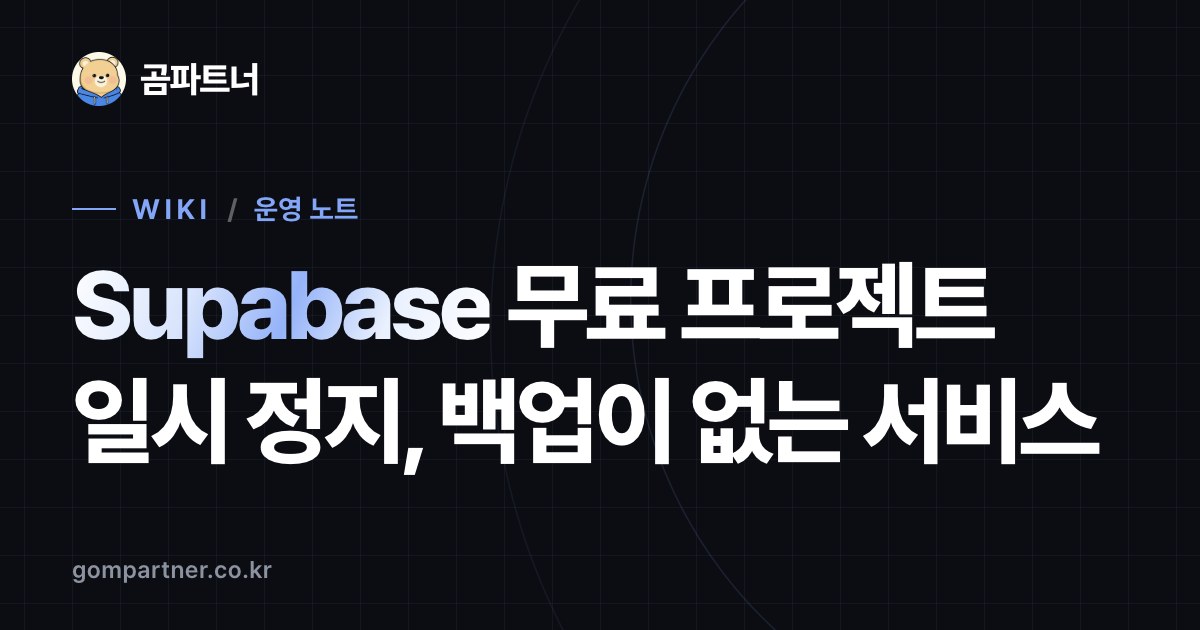 곰파트너
WIKI / 운영 노트
Supabase 무료 프로젝트
일시 정지, 백업이 없는 서비스
gompartner.co.kr